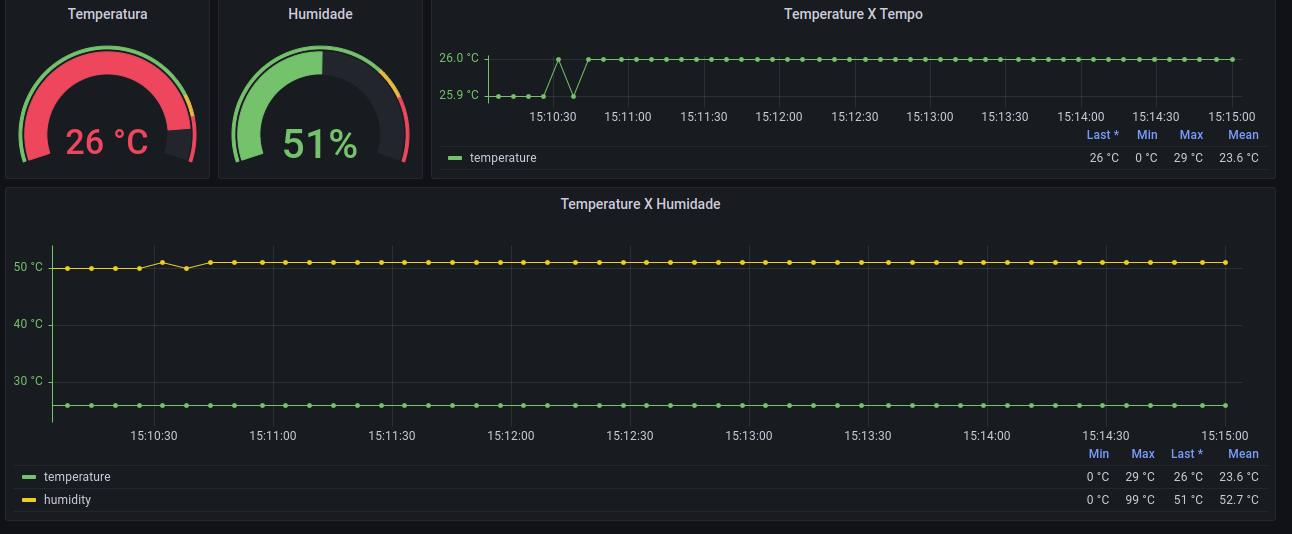 Temperatura
26 °C
Humidade
51%
Temperature X Tempo
26.0 °C
25.9 °C
15:10:30 15:11:00 15:11:30 15:12:00 15:12:30 15:13:00 15:13:30 15:14:00 15:14:30 15:15:00
Last * Min Max Mean
temperature 26 °C 0 °C 29 °C 23.6 °C
Temperature X Humidade
50 °C
40 °C
30 °C
15:10:30 15:11:00 15:11:30 15:12:00 15:12:30 15:13:00 15:13:30 15:14:00 15:14:30 15:15:00
Min Max Last * Mean
temperature 0 °C 29 °C 26 °C 23.6 °C
humidity 0 °C 99 °C 51 °C 52.7 °C